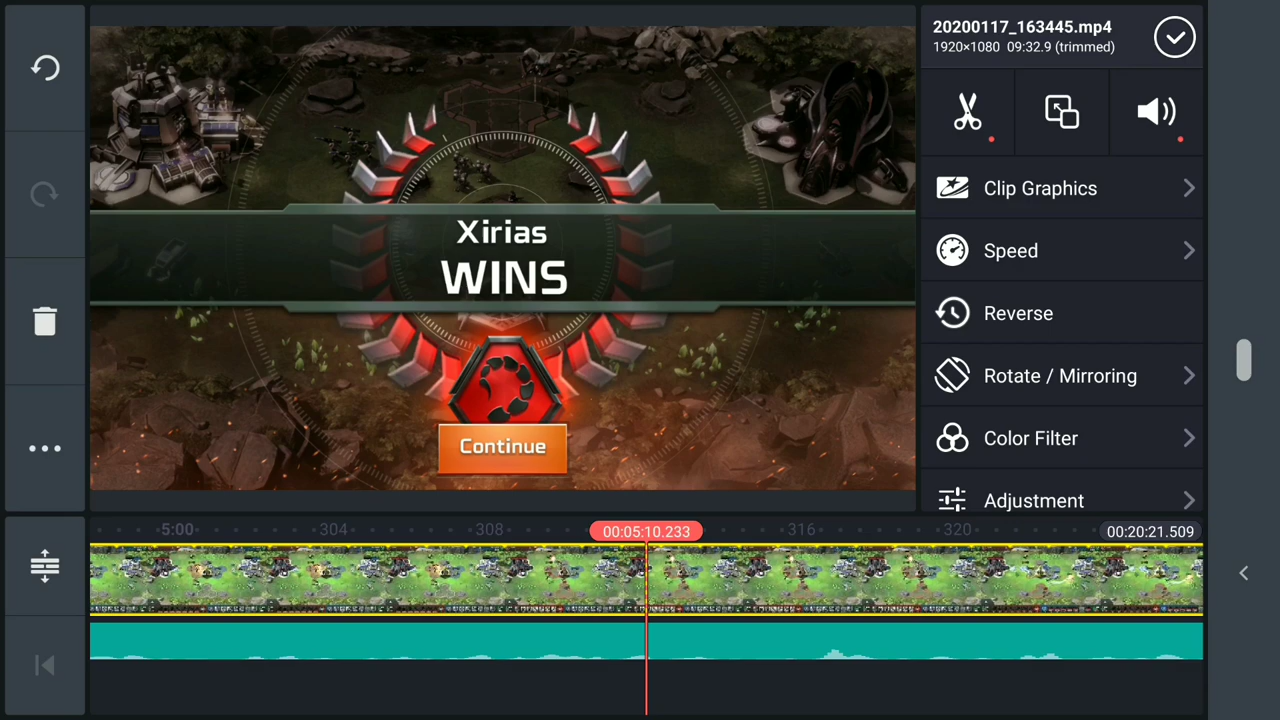 20200117_163445.mp4
1920×1080 09:32.9 (trimmed)
Xirias
WINS
Continue
Clip Graphics
Speed
Reverse
Rotate / Mirroring
Color Filter
Adjustment
5:00
304
308
00:05:10.233
316
320
00:20:21.509